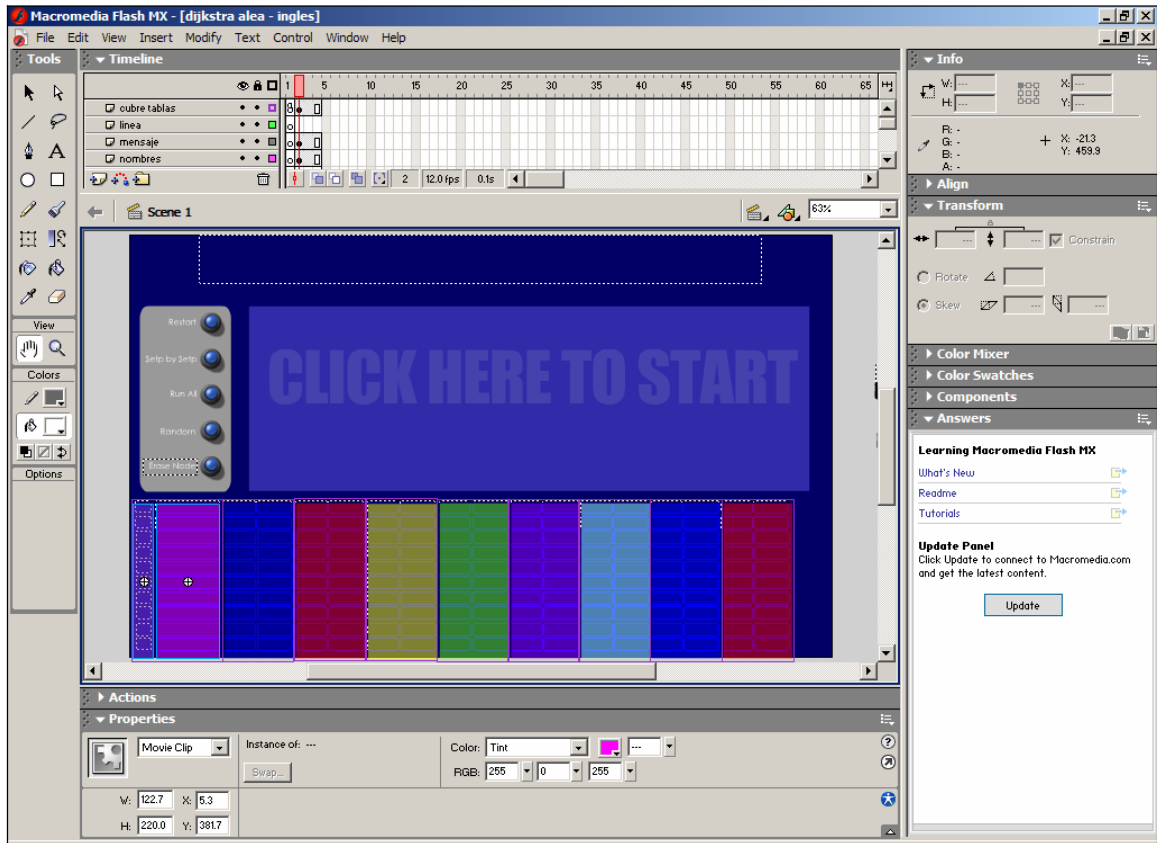 Macromedia Flash MX - [dijkstra alea - ingles]
File Edit View Insert Modify Text Control Window Help
Tools
Timeline
1 5 10 15 20 25 30 35 40 45 50 55 60 65
cubre tablas
linea
mensaje
nombres
2 12.0 fps 0.1s
Scene 1
63%
View
Colors
Options
Restart
Setp by Setp
Run All
Random
Erase Node
CLICK HERE TO START
Actions
Properties
Movie Clip
Instance of: ---
Swap...
Color: Tint ---
RGB: 255 0 255
W: 122.7 X: 5.3
H: 220.0 Y: 381.7
Info
W: --- X: ---
H: --- Y: ---
R: -
G: -
B: -
A: -
+ X: -21.3
Y: 459.9
Align
Transform
--- --- Constrain
Rotate
Skew --- ---
Color Mixer
Color Swatches
Components
Answers
Learning Macromedia Flash MX
What's New
Readme
Tutorials
Update Panel
Click Update to connect to Macromedia.com
and get the latest content.
Update